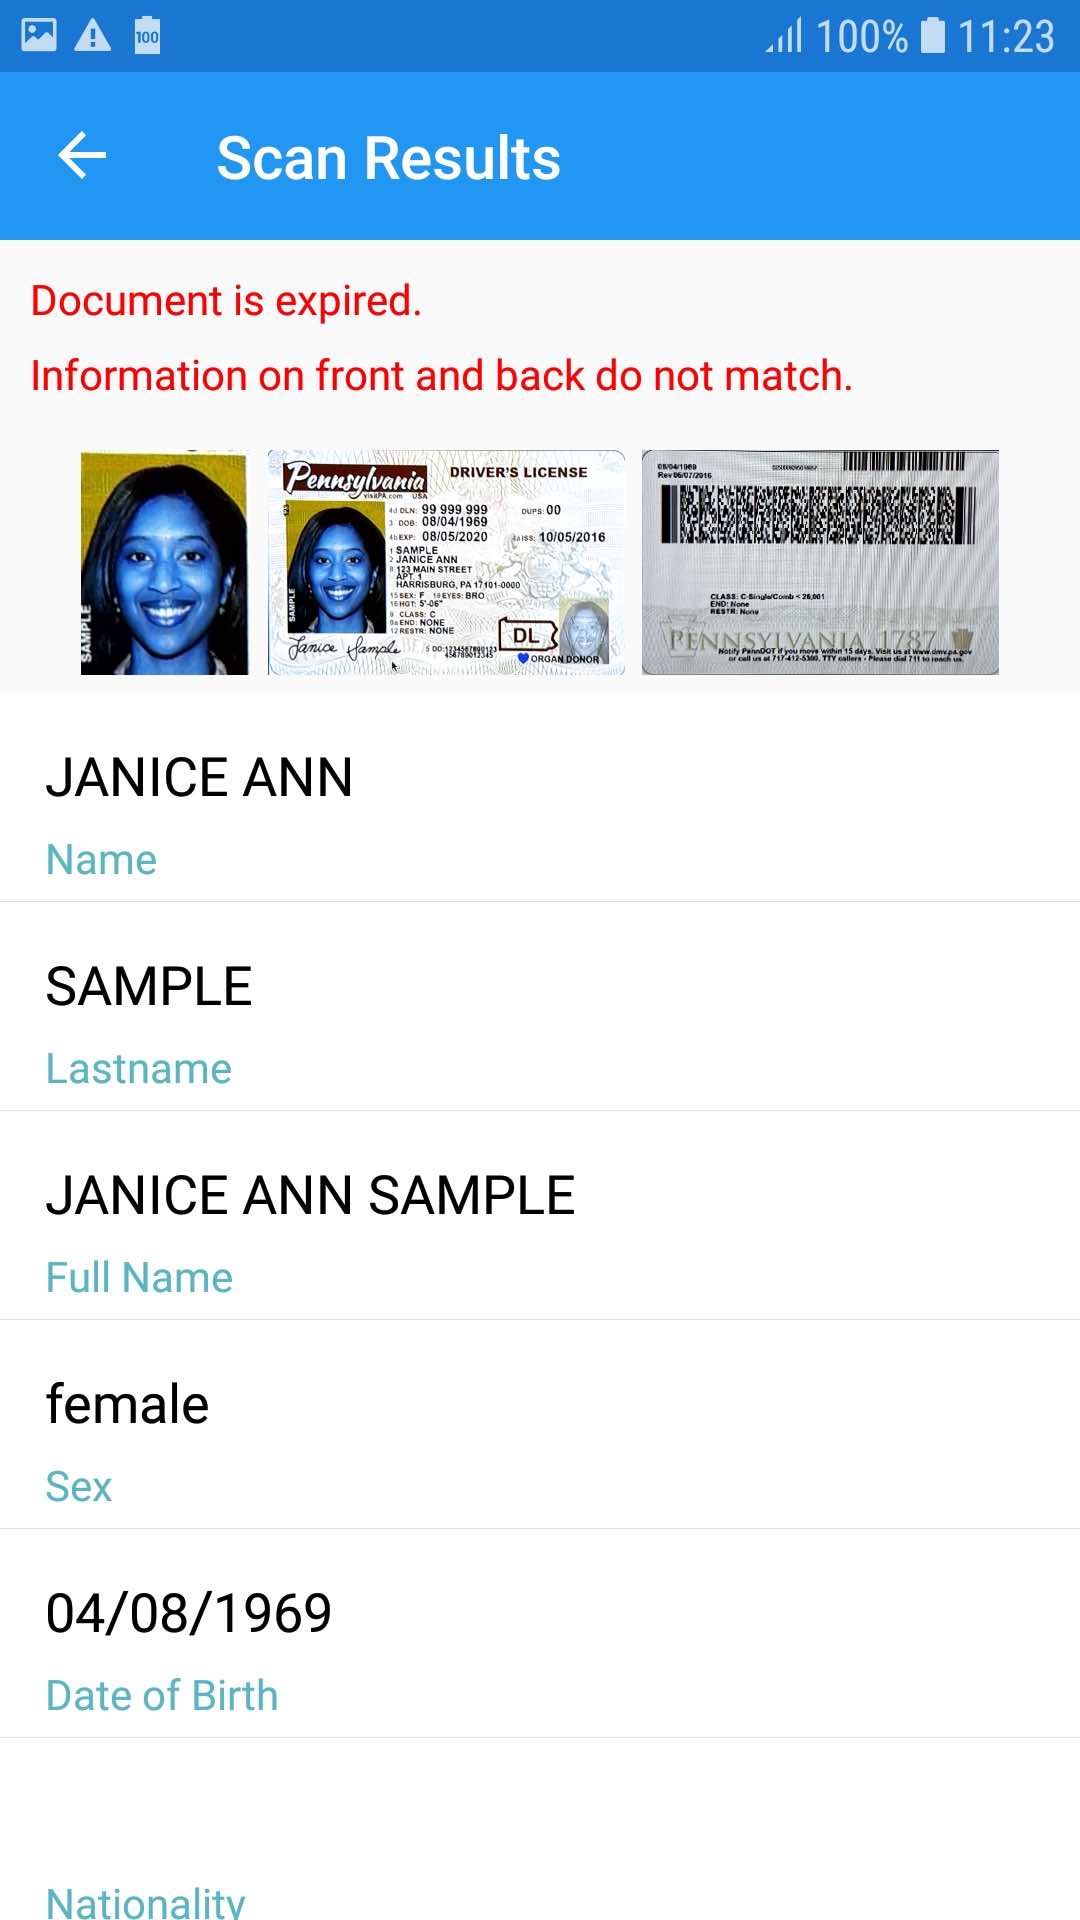 100 100% 11:23
Scan Results
Document is expired.
Information on front and back do not match.
SAMPLE
Pennsylvania DRIVER'S LICENSE
visitPA.com USA
123
4d DLN: 99 999 999 DUPS: 00
3 DOB: 08/04/1969
4b EXP: 08/05/2020 4a ISS: 10/05/2016
1 SAMPLE
2 JANICE ANN
8 123 MAIN STREET
APT. 1
HARRISBURG, PA 17101-0000
15 SEX: F 18 EYES: BRO
16 HGT: 5'-06"
9 CLASS: C
9a END: NONE
12 RESTR: NONE
SAMPLE
Janice Sample
5 DD: 1234567890123
456789012345
DL
ORGAN DONOR
08/04/1969
Rev 06/07/2016
CLASS: C-Single/Comb < 26,001
END: None
RESTR: None
PENNSYLVANIA 1787
Notify PennDOT if you move within 15 days. Visit us at www.dmv.pa.gov
or call us at 717-412-5300. TTY callers - Please dial 711 to reach us.
JANICE ANN
Name
SAMPLE
Lastname
JANICE ANN SAMPLE
Full Name
female
Sex
04/08/1969
Date of Birth
Nationality